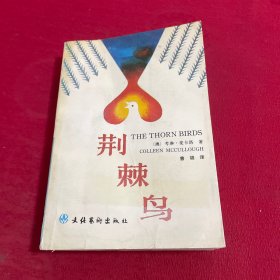 THE THORN BIRDS
〔澳〕考琳·麦卡洛 著
COLLEEN MCCULLOUGH
曾胡 译
荆棘鸟
文化艺术出版社